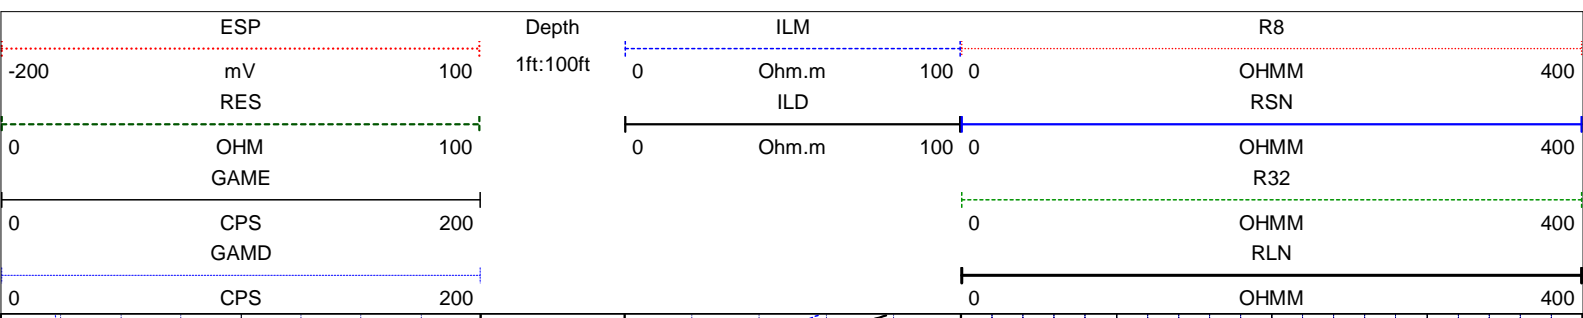 ESP Depth ILM R8
-200 mV 100 1ft:100ft 0 Ohm.m 100 0 OHMM 400
RES ILD RSN
0 OHM 100 0 Ohm.m 100 0 OHMM 400
GAME R32
0 CPS 200 0 OHMM 400
GAMD RLN
0 CPS 200 0 OHMM 400